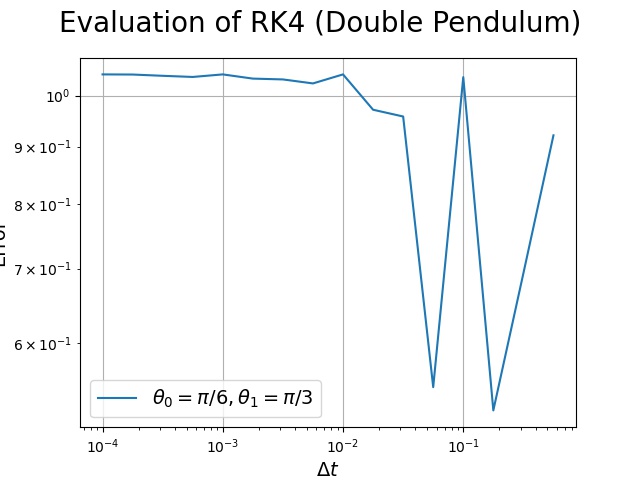 Evaluation of RK4 (Double Pendulum)
10⁰
9 × 10⁻¹
8 × 10⁻¹
7 × 10⁻¹
6 × 10⁻¹
θ₀ = π/6, θ₁ = π/3
10⁻⁴ 10⁻³ 10⁻² 10⁻¹
Δt